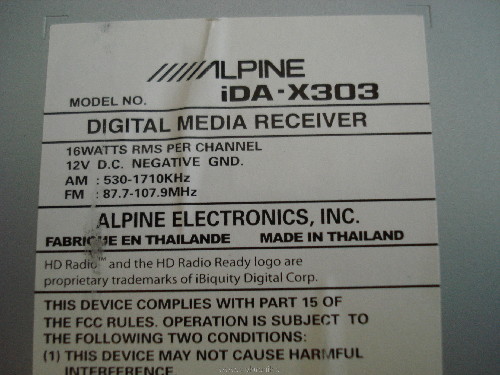 ALPINE
MODEL NO. iDA-X303
DIGITAL MEDIA RECEIVER
16WATTS RMS PER CHANNEL
12V D.C. NEGATIVE GND.
AM : 530-1710KHz
FM : 87.7-107.9MHz
ALPINE ELECTRONICS, INC.
FABRIQUE EN THAILANDE MADE IN THAILAND
HD Radio™ and the HD Radio Ready logo are
proprietary trademarks of iBiquity Digital Corp.
THIS DEVICE COMPLIES WITH PART 15 OF
THE FCC RULES. OPERATION IS SUBJECT TO
THE FOLLOWING TWO CONDITIONS:
(1) THIS DEVICE MAY NOT CAUSE HARMFUL
INTERFERENCE